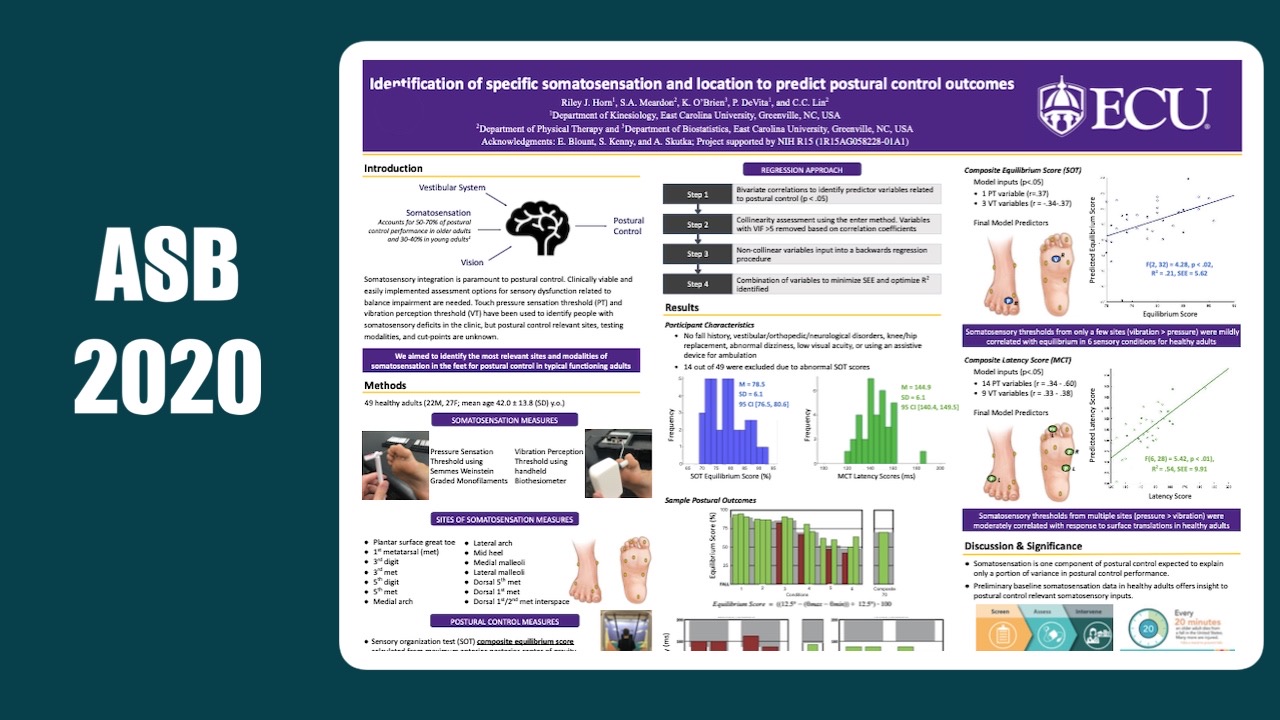 ASB
2020
Identification of specific somatosensation and location to predict postural control outcomes
Riley J. Horn¹, S.A. Meardon², K. O'Brien³, P. DeVita¹, and C.C. Lin²
¹Department of Kinesiology, East Carolina University, Greenville, NC, USA
²Department of Physical Therapy and ³Department of Biostatistics, East Carolina University, Greenville, NC, USA
Acknowledgments: E. Blount, S. Kenny, and A. Skutka; Project supported by NIH R15 (1R15AG058228-01A1)
ECU
Introduction
Vestibular System
Somatosensation
Accounts for 50-70% of postural
control performance in older adults
and 30-40% in young adults¹
Vision
Postural
Control
Somatosensory integration is paramount to postural control. Clinically viable and
easily implemented assessment options for sensory dysfunction related to
balance impairment are needed. Touch pressure sensation threshold (PT) and
vibration perception threshold (VT) have been used to identify people with
somatosensory deficits in the clinic, but postural control relevant sites, testing
modalities, and cut-points are unknown.
We aimed to identify the most relevant sites and modalities of
somatosensation in the feet for postural control in typical functioning adults
Methods
49 healthy adults (22M, 27F; mean age 42.0 ± 13.8 (SD) y.o.)
SOMATOSENSATION MEASURES
Pressure Sensation
Threshold using
Semmes Weinstein
Graded Monofilaments
Vibration Perception
Threshold using
handheld
Biothesiometer
SITES OF SOMATOSENSATION MEASURES
• Plantar surface great toe
• 1st metatarsal (met)
• 3rd digit
• 3rd met
• 5th digit
• 5th met
• Medial arch
• Lateral arch
• Mid heel
• Medial malleoli
• Lateral malleoli
• Dorsal 5th met
• Dorsal 1st met
• Dorsal 1st/2nd met interspace
POSTURAL CONTROL MEASURES
• Sensory organization test (SOT) composite equilibrium score
REGRESSION APPROACH
Step 1
Bivariate correlations to identify predictor variables related
to postural control (p < .05)
Step 2
Collinearity assessment using the enter method. Variables
with VIF >5 removed based on correlation coefficients
Step 3
Non-collinear variables input into a backwards regression
procedure
Step 4
Combination of variables to minimize SEE and optimize R²
identified
Results
Participant Characteristics
• No fall history, vestibular/orthopedic/neurological disorders, knee/hip
replacement, abnormal dizziness, low visual acuity, or using an assistive
device for ambulation
• 14 out of 49 were excluded due to abnormal SOT scores
M = 78.5
SD = 6.1
95 CI [76.5, 80.6]
Frequency
SOT Equilibrium Score (%)
M = 144.9
SD = 6.1
95 CI [140.4, 149.5]
Frequency
MCT Latency Scores (ms)
Sample Postural Outcomes
Equilibrium Score (%)
Conditions
Composite
70
Composite Equilibrium Score (SOT)
Model inputs (p<.05)
• 1 PT variable (r=.37)
• 3 VT variables (r = -.34-.37)
Final Model Predictors
Predicted Equilibrium Score
F(2, 32) = 4.28, p < .02,
R² = .21, SEE = 5.62
Equilibrium Score
Somatosensory thresholds from only a few sites (vibration > pressure) were mildly
correlated with equilibrium in 6 sensory conditions for healthy adults
Composite Latency Score (MCT)
Model inputs (p<.05)
• 14 PT variables (r = .34 - .60)
• 9 VT variables (r = .33 - .38)
Final Model Predictors
Predicted Latency Score
F(6, 28) = 5.42, p < .01),
R² = .54, SEE = 9.91
Latency Score
Somatosensory thresholds from multiple sites (pressure > vibration) were
moderately correlated with response to surface translations in healthy adults
Discussion & Significance
• Somatosensation is one component of postural control expected to explain
only a portion of variance in postural control performance.
• Preliminary baseline somatosensation data in healthy adults offers insight to
postural control relevant somatosensory inputs.
Screen
Assess
Intervene
20
Every
20 minutes